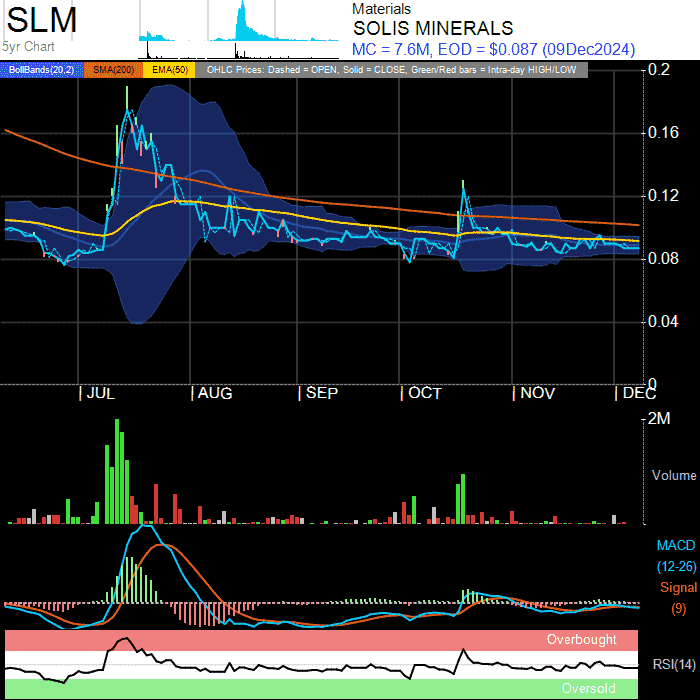 SLM
5yr Chart
Materials
SOLIS MINERALS
MC = 7.6M, EOD = $0.087 (09Dec2024)
BollBands(20,2) SMA(200) EMA(50) OHLC Prices: Dashed = OPEN, Solid = CLOSE, Green/Red bars = Intra-day HIGH/LOW
0.2
0.16
0.12
0.08
0.04
0
| JUL | AUG | SEP | OCT | NOV | DEC
2M
Volume
MACD
(12-26)
Signal
(9)
Overbought
RSI(14)
Oversold